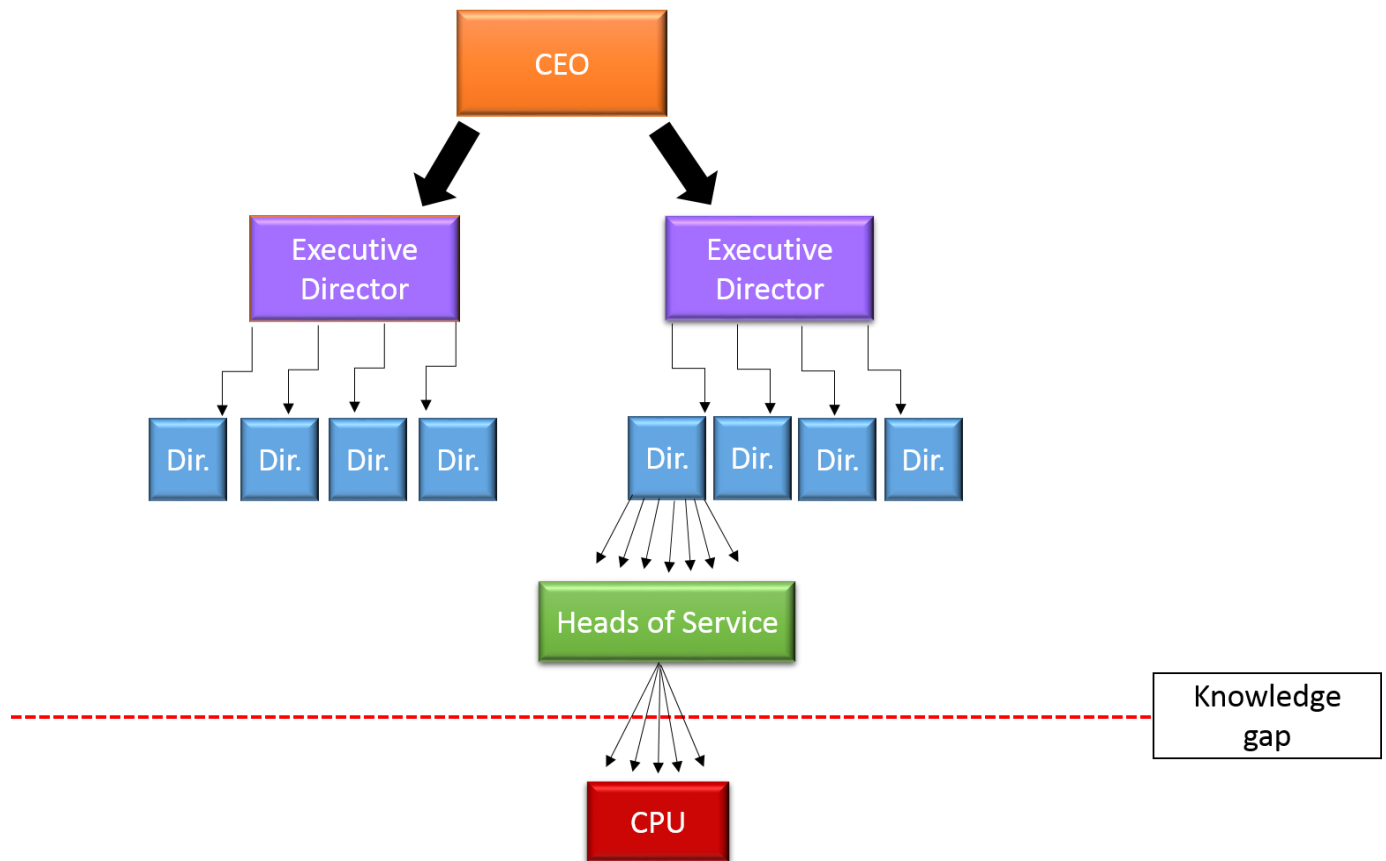 CEO
Executive
Director
Executive
Director
Dir.
Dir.
Dir.
Dir.
Dir.
Dir.
Dir.
Dir.
Heads of Service
Knowledge
gap
CPU